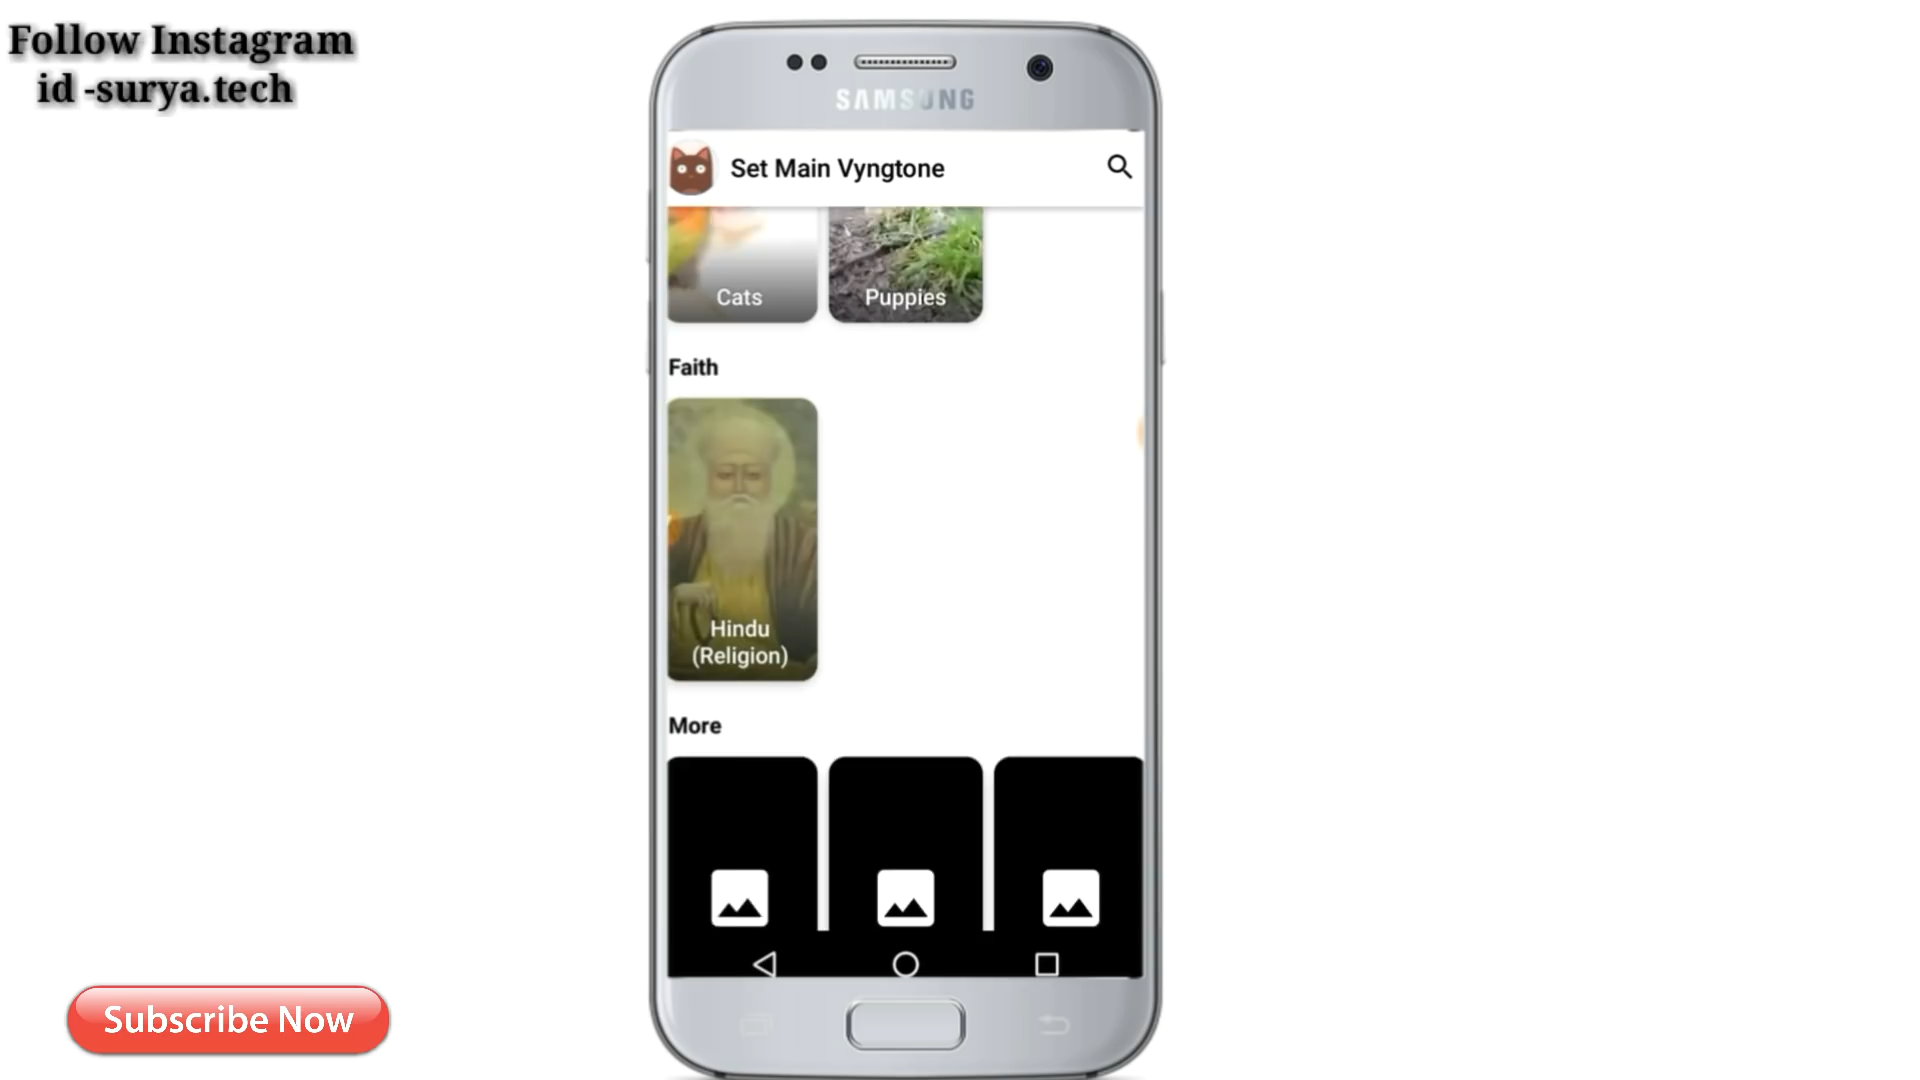 Follow Instagram
id -surya.tech
SAMSUNG
Set Main Vyngtone
Cats
Puppies
Faith
Hindu
(Religion)
More
Subscribe Now